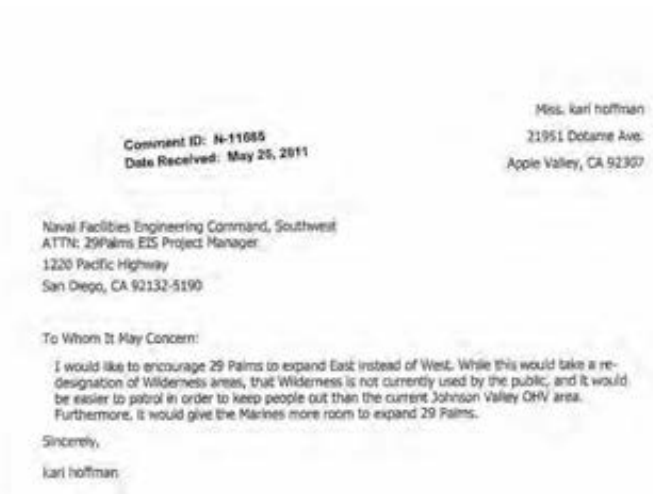 Miss. kari hoffman
21951 Dotame Ave.
Apple Valley, CA 92307
Comment ID: N-11685
Date Received: May 25, 2011
Naval Facilities Engineering Command, Southwest
ATTN: 29Palms EIS Project Manager
1220 Pacific Highway
San Diego, CA 92132-5190
To Whom It May Concern:
I would like to encourage 29 Palms to expand East instead of West. While this would take a re-
designation of Wilderness areas, that Wilderness is not currently used by the public, and it would
be easier to patrol in order to keep people out than the current Johnson Valley OHV area.
Furthermore, it would give the Marines more room to expand 29 Palms.
Sincerely,
kari hoffman